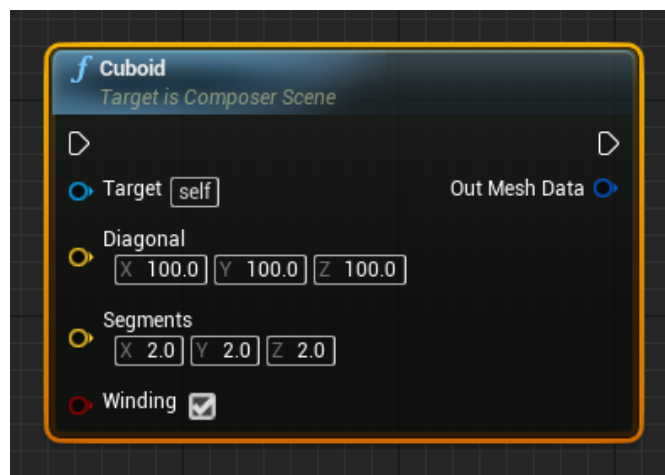 f Cuboid
Target is Composer Scene
Target self
Out Mesh Data
Diagonal
X 100.0 Y 100.0 Z 100.0
Segments
X 2.0 Y 2.0 Z 2.0
Winding